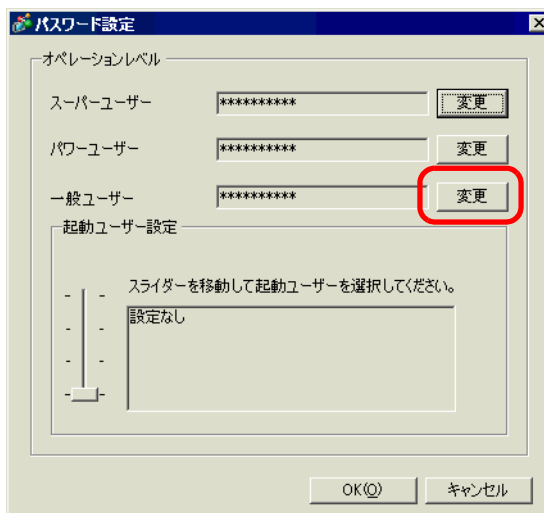 パスワード設定
オペレーションレベル
スーパーユーザー ********** 変更
パワーユーザー ********** 変更
一般ユーザー ********** 変更
起動ユーザー設定
スライダーを移動して起動ユーザーを選択してください。
設定なし
OK(O) キャンセル